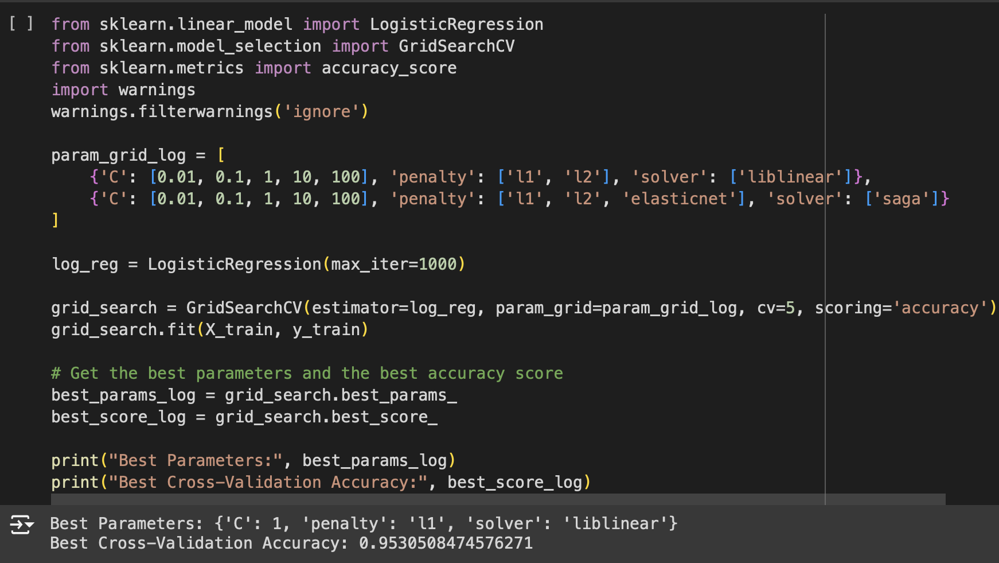 [ ] from sklearn.linear_model import LogisticRegression
from sklearn.model_selection import GridSearchCV
from sklearn.metrics import accuracy_score
import warnings
warnings.filterwarnings('ignore')

param_grid_log = [
    {'C': [0.01, 0.1, 1, 10, 100], 'penalty': ['l1', 'l2'], 'solver': ['liblinear']},
    {'C': [0.01, 0.1, 1, 10, 100], 'penalty': ['l1', 'l2', 'elasticnet'], 'solver': ['saga']}
]

log_reg = LogisticRegression(max_iter=1000)

grid_search = GridSearchCV(estimator=log_reg, param_grid=param_grid_log, cv=5, scoring='accuracy')
grid_search.fit(X_train, y_train)

# Get the best parameters and the best accuracy score
best_params_log = grid_search.best_params_
best_score_log = grid_search.best_score_

print("Best Parameters:", best_params_log)
print("Best Cross-Validation Accuracy:", best_score_log)
Best Parameters: {'C': 1, 'penalty': 'l1', 'solver': 'liblinear'}
Best Cross-Validation Accuracy: 0.9530508474576271